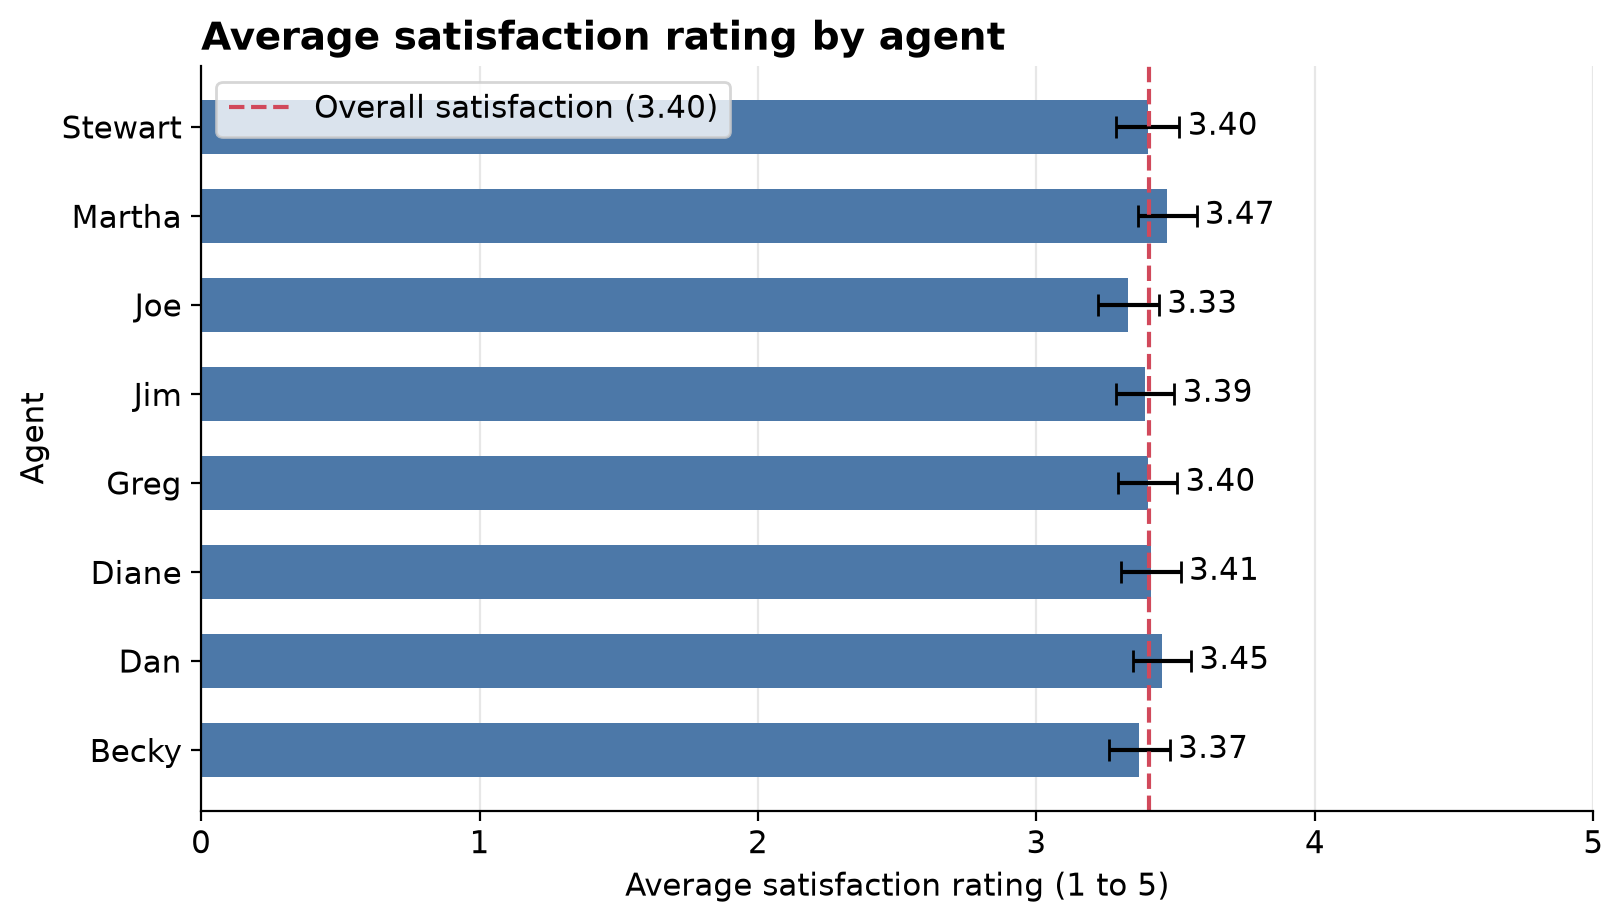 Average satisfaction rating by agent
Overall satisfaction (3.40)
Stewart 3.40
Martha 3.47
Joe 3.33
Jim 3.39
Greg 3.40
Diane 3.41
Dan 3.45
Becky 3.37
Agent
0 1 2 3 4 5
Average satisfaction rating (1 to 5)